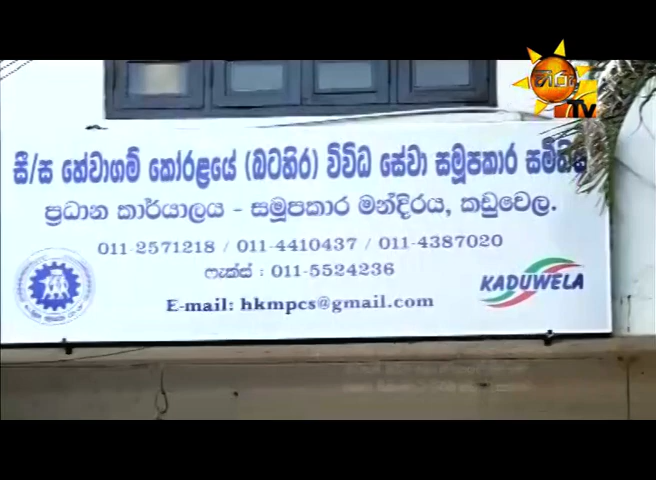 හිරු
TV
සී/ස හේවාගම් කෝරළයේ (බටහිර) විවිධ සේවා සමූපකාර සමිතිය
ප්‍රධාන කාර්යාලය - සමූපකාර මන්දිරය, කඩුවෙල.
011-2571218 / 011-4410437 / 011-4387020
ෆැක්ස් : 011-5524236
KADUWELA
E-mail: hkmpcs@gmail.com